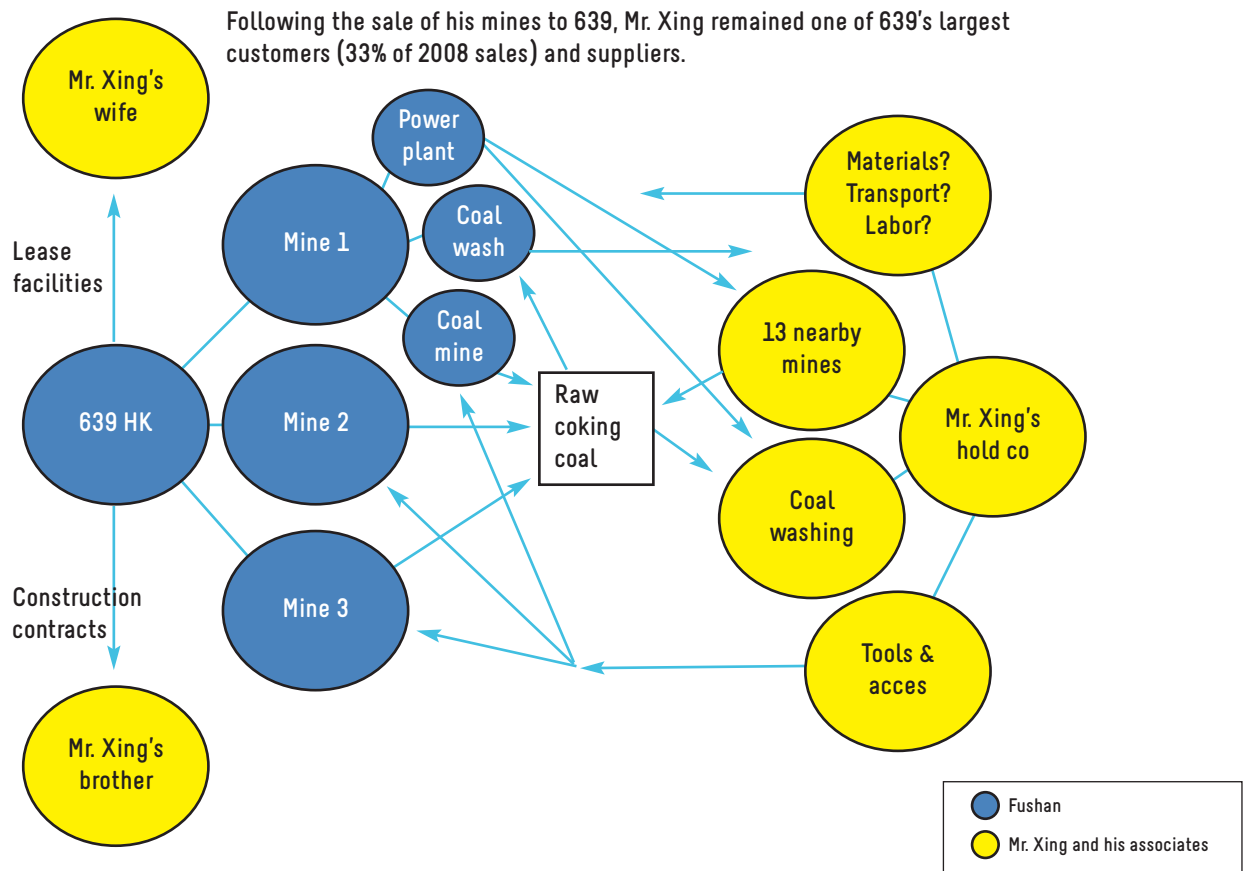 Following the sale of his mines to 639, Mr. Xing remained one of 639's largest
customers (33% of 2008 sales) and suppliers.
Mr. Xing's
wife
Power
plant
Materials?
Transport?
Labor?
Lease
facilities
Mine 1
Coal
wash
Coal
mine
13 nearby
mines
639 HK
Mine 2
Raw
coking
coal
Mr. Xing's
hold co
Coal
washing
Construction
contracts
Mine 3
Tools &
acces
Mr. Xing's
brother
Fushan
Mr. Xing and his associates